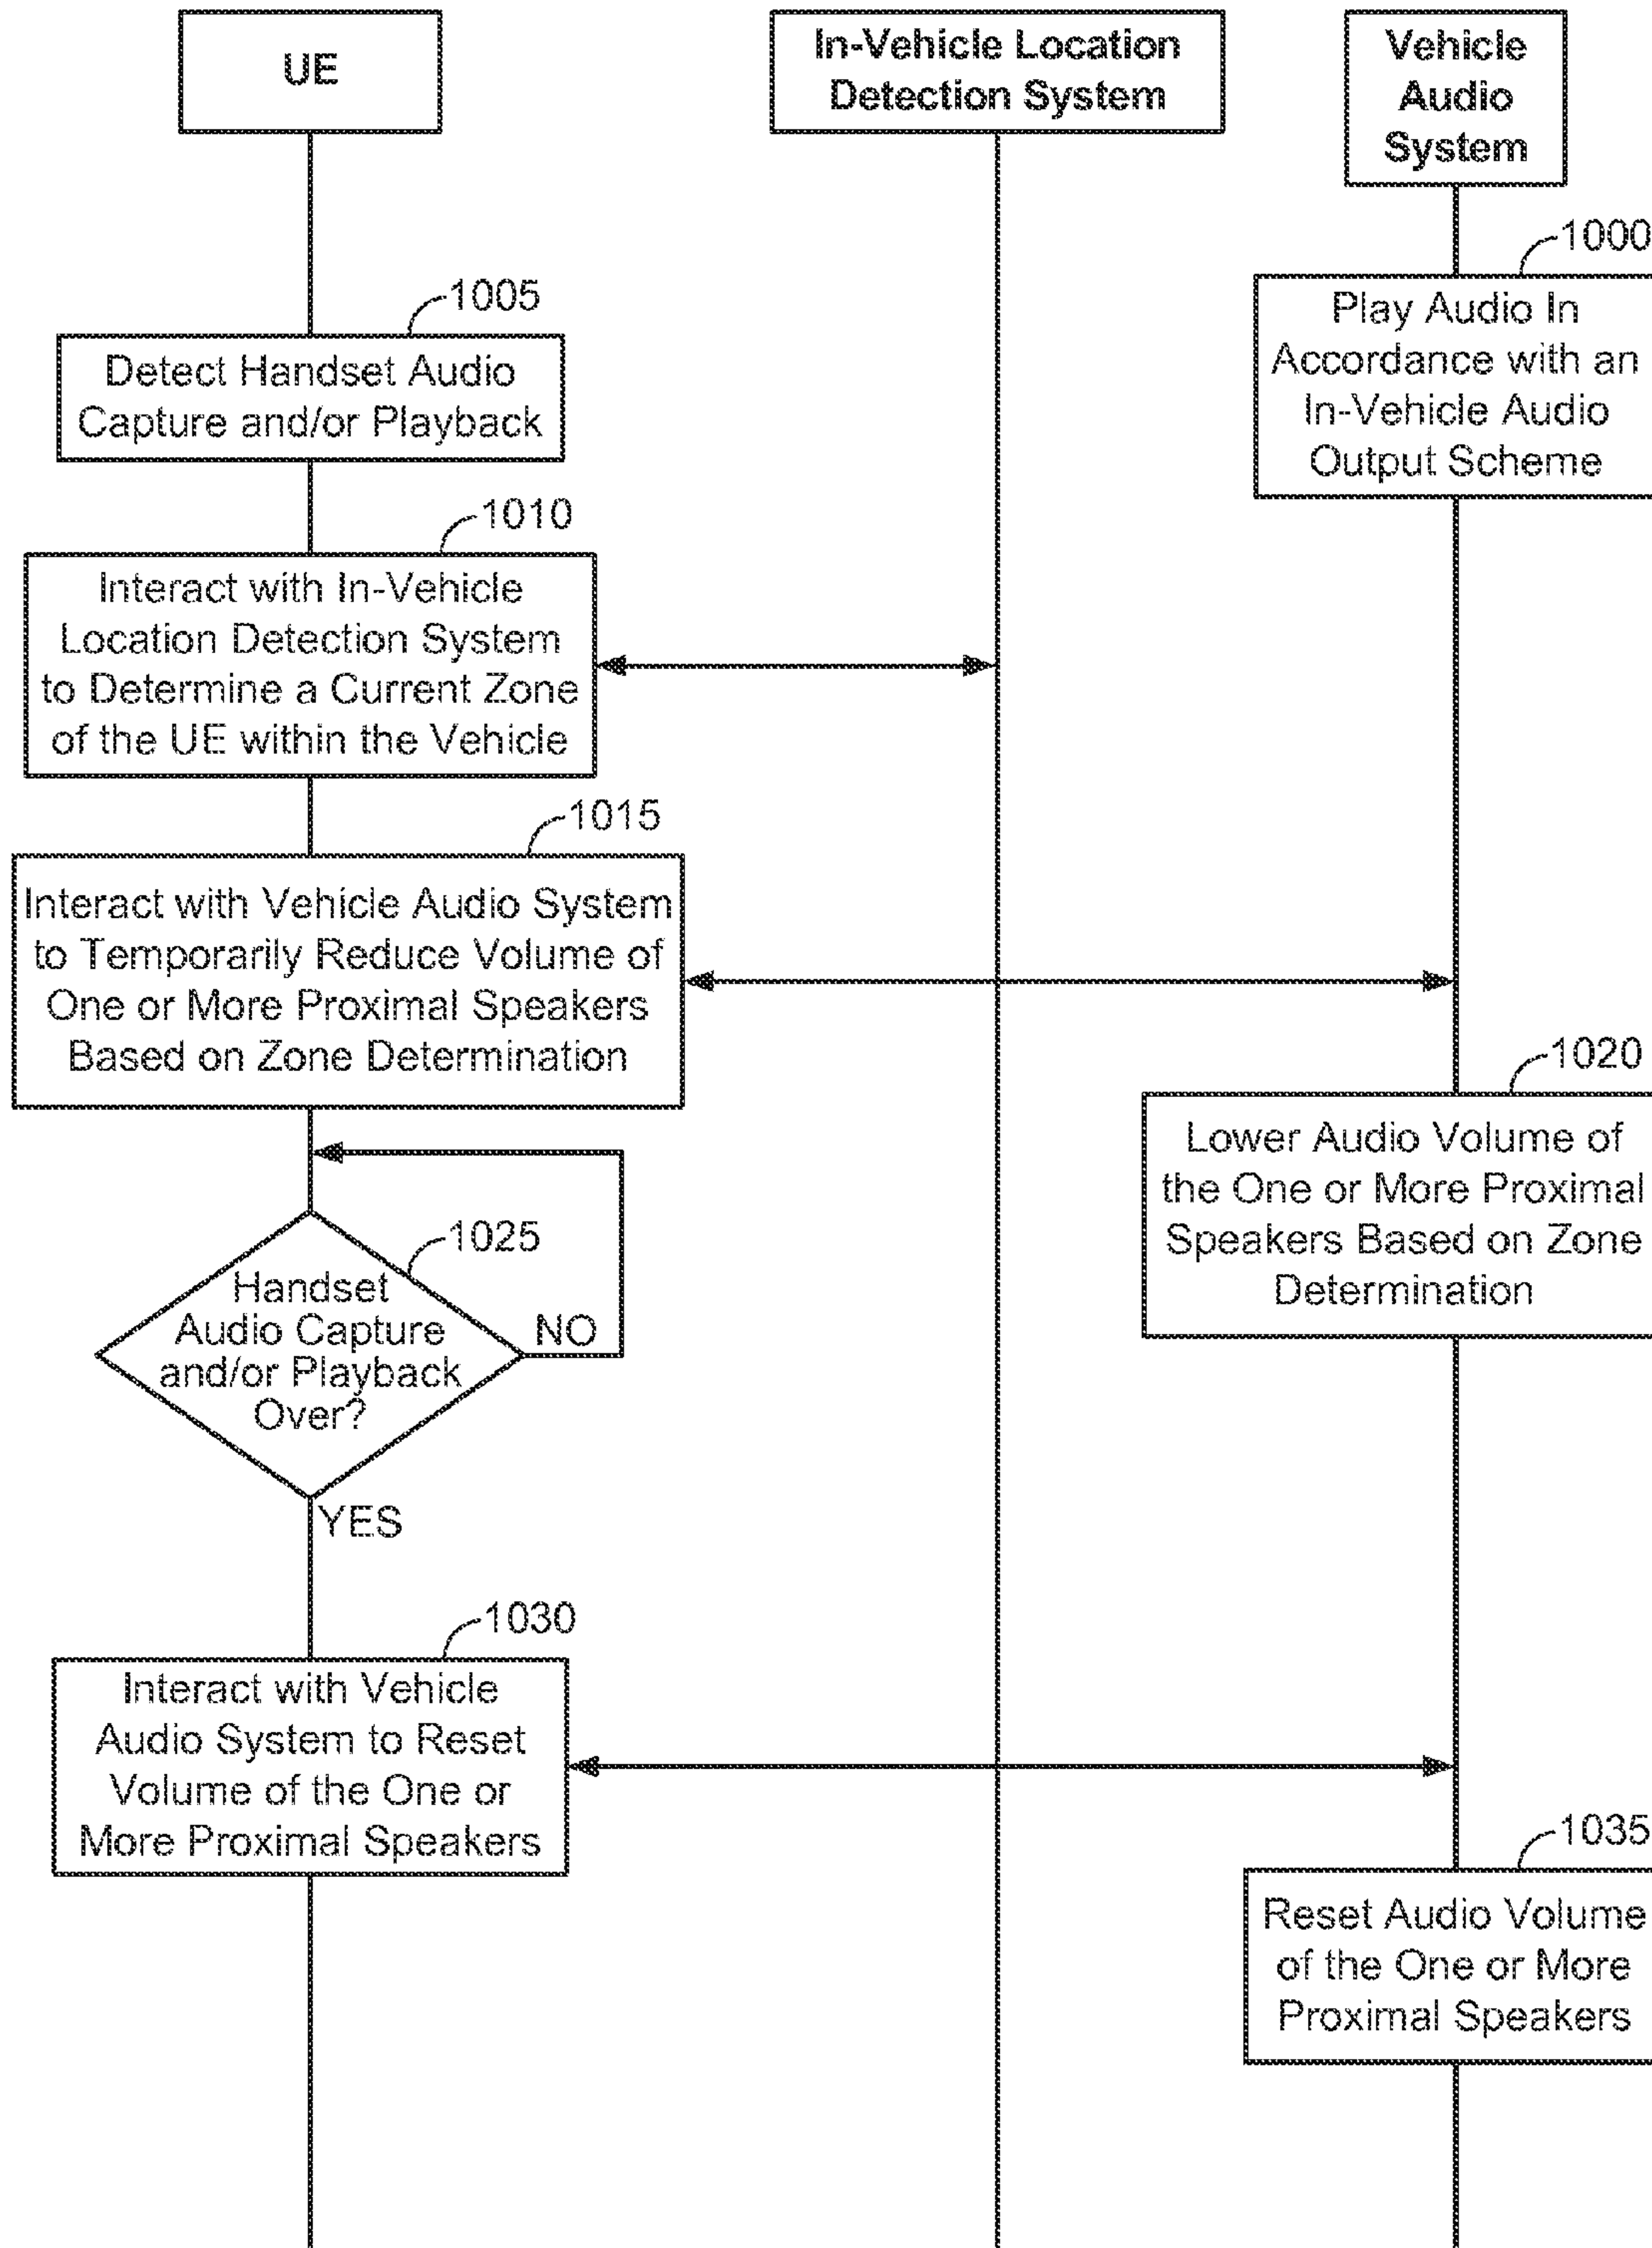 UE
In-Vehicle Location
Detection System
Vehicle
Audio
System
1000
Play Audio In
Accordance with an
In-Vehicle Audio
Output Scheme
1005
Detect Handset Audio
Capture and/or Playback
1010
Interact with In-Vehicle
Location Detection System
to Determine a Current Zone
of the UE within the Vehicle
1015
Interact with Vehicle Audio System
to Temporarily Reduce Volume of
One or More Proximal Speakers
Based on Zone Determination
1020
Lower Audio Volume of
the One or More Proximal
Speakers Based on Zone
Determination
1025
Handset
Audio Capture
and/or Playback
Over?
NO
YES
1030
Interact with Vehicle
Audio System to Reset
Volume of the One or
More Proximal Speakers
1035
Reset Audio Volume
of the One or More
Proximal Speakers